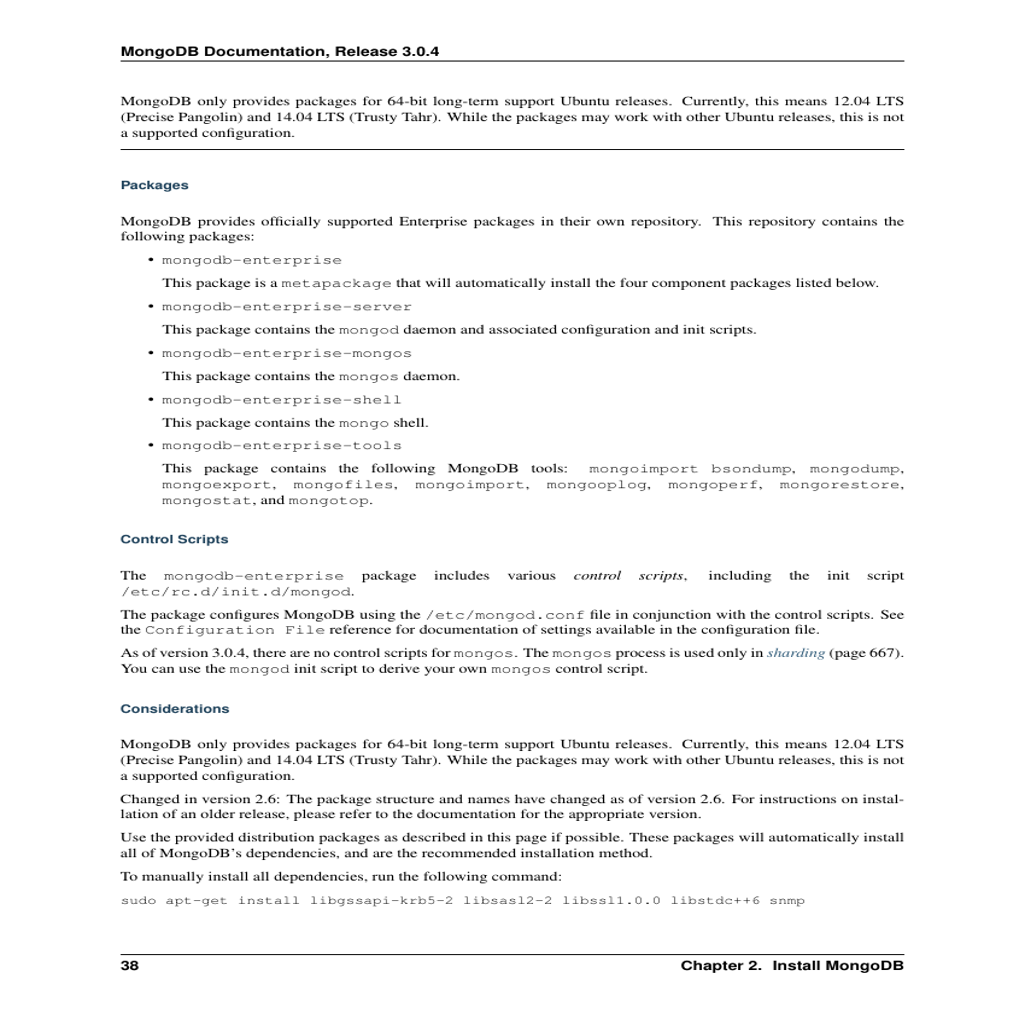 MongoDB Documentation, Release 3.0.4
MongoDB only provides packages for 64-bit long-term support Ubuntu releases. Currently, this means 12.04 LTS
(Precise Pangolin) and 14.04 LTS (Trusty Tahr). While the packages may work with other Ubuntu releases, this is not
a supported configuration.
Packages
MongoDB provides officially supported Enterprise packages in their own repository. This repository contains the
following packages:
• mongodb-enterprise
This package is a metapackage that will automatically install the four component packages listed below.
• mongodb-enterprise-server
This package contains the mongod daemon and associated configuration and init scripts.
• mongodb-enterprise-mongos
This package contains the mongos daemon.
• mongodb-enterprise-shell
This package contains the mongo shell.
• mongodb-enterprise-tools
This package contains the following MongoDB tools: mongoimport bsondump, mongodump,
mongoexport, mongofiles, mongoimport, mongooplog, mongoperf, mongorestore,
mongostat, and mongotop.
Control Scripts
The mongodb-enterprise package includes various control scripts, including the init script
/etc/rc.d/init.d/mongod.
The package configures MongoDB using the /etc/mongod.conf file in conjunction with the control scripts. See
the Configuration File reference for documentation of settings available in the configuration file.
As of version 3.0.4, there are no control scripts for mongos. The mongos process is used only in sharding (page 667).
You can use the mongod init script to derive your own mongos control script.
Considerations
MongoDB only provides packages for 64-bit long-term support Ubuntu releases. Currently, this means 12.04 LTS
(Precise Pangolin) and 14.04 LTS (Trusty Tahr). While the packages may work with other Ubuntu releases, this is not
a supported configuration.
Changed in version 2.6: The package structure and names have changed as of version 2.6. For instructions on instal-
lation of an older release, please refer to the documentation for the appropriate version.
Use the provided distribution packages as described in this page if possible. These packages will automatically install
all of MongoDB's dependencies, and are the recommended installation method.
To manually install all dependencies, run the following command:
sudo apt-get install libgssapi-krb5-2 libsasl2-2 libssl1.0.0 libstdc++6 snmp
38 Chapter 2. Install MongoDB